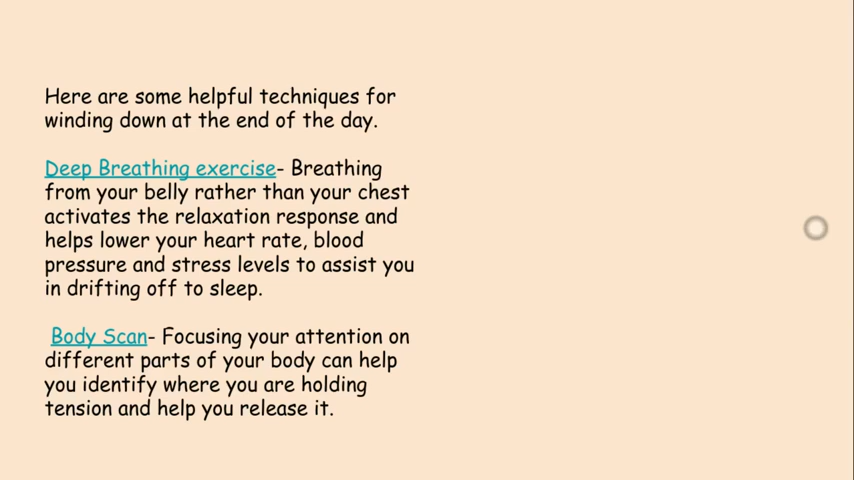 Here are some helpful techniques for
winding down at the end of the day.
Deep Breathing exercise- Breathing
from your belly rather than your chest
activates the relaxation response and
helps lower your heart rate, blood
pressure and stress levels to assist you
in drifting off to sleep.
Body Scan- Focusing your attention on
different parts of your body can help
you identify where you are holding
tension and help you release it.